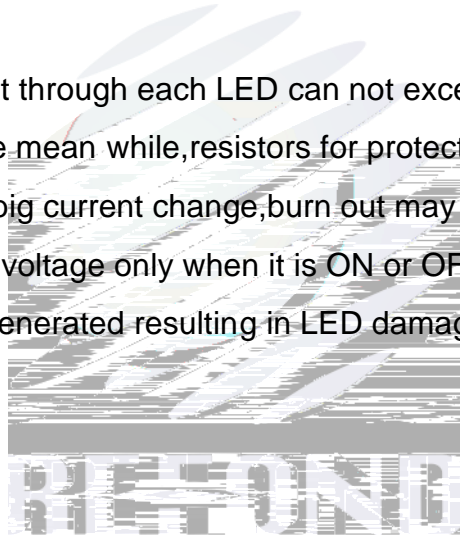 t through each LED can not exce
e mean while,resistors for protect
big current change,burn out may
voltage only when it is ON or OF
enerated resulting in LED damag
REFOND